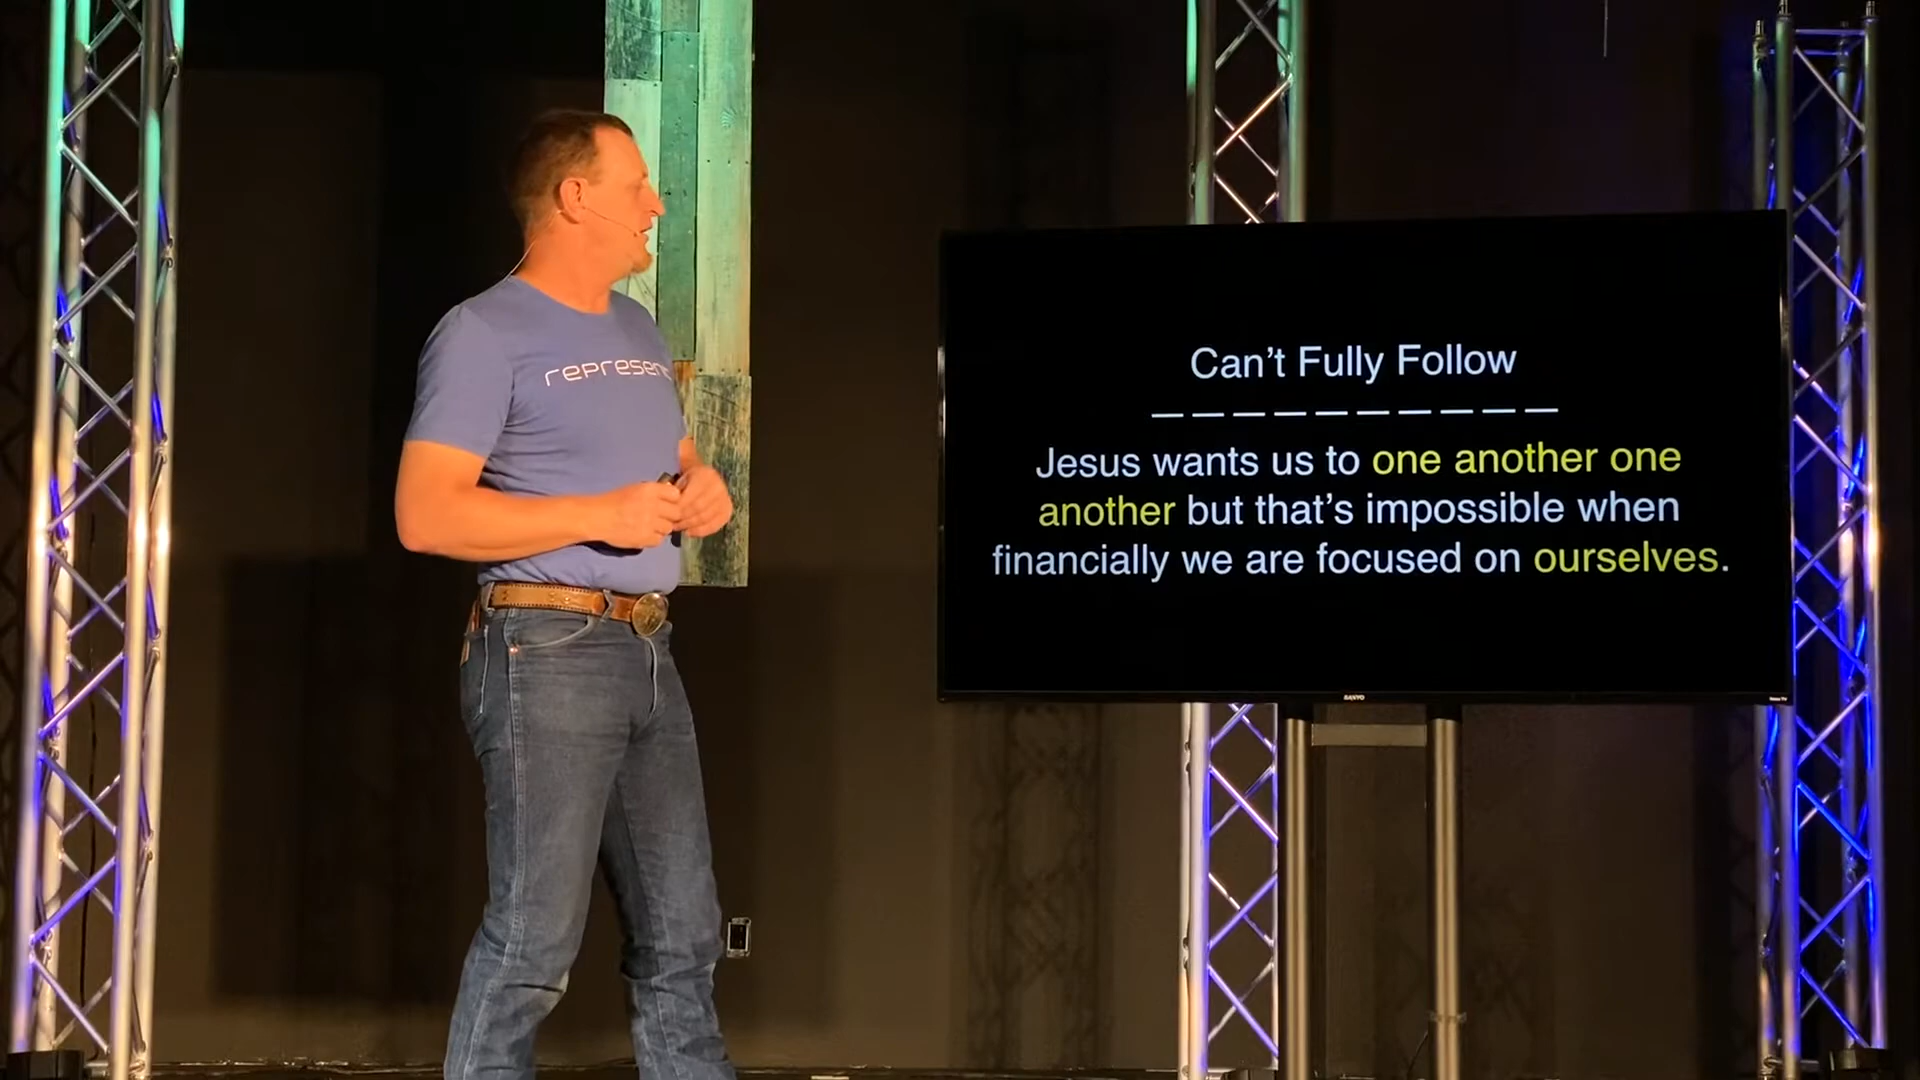 represent
Can't Fully Follow
Jesus wants us to one another one
another but that's impossible when
financially we are focused on ourselves.
SANYO